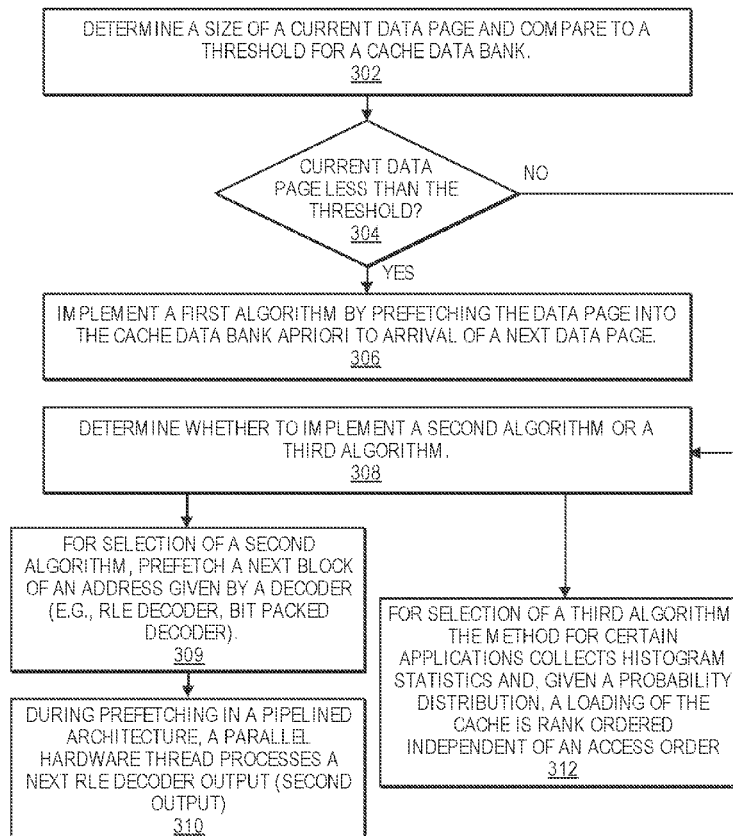 DETERMINE A SIZE OF A CURRENT DATA PAGE AND COMPARE TO A
THRESHOLD FOR A CACHE DATA BANK.
302
CURRENT DATA
PAGE LESS THAN THE
THRESHOLD?
304
NO
YES
IMPLEMENT A FIRST ALGORITHM BY PREFETCHING THE DATA PAGE INTO
THE CACHE DATA BANK APRIORI TO ARRIVAL OF A NEXT DATA PAGE.
306
DETERMINE WHETHER TO IMPLEMENT A SECOND ALGORITHM OR A
THIRD ALGORITHM.
308
FOR SELECTION OF A SECOND
ALGORITHM, PREFETCH A NEXT BLOCK
OF AN ADDRESS GIVEN BY A DECODER
(E.G., RLE DECODER, BIT PACKED
DECODER).
309
DURING PREFETCHING IN A PIPELINED
ARCHITECTURE, A PARALLEL
HARDWARE THREAD PROCESSES A
NEXT RLE DECODER OUTPUT (SECOND
OUTPUT)
310
FOR SELECTION OF A THIRD ALGORITHM
THE METHOD FOR CERTAIN
APPLICATIONS COLLECTS HISTOGRAM
STATISTICS AND, GIVEN A PROBABILITY
DISTRIBUTION, A LOADING OF THE
CACHE IS RANK ORDERED
INDEPENDENT OF AN ACCESS ORDER
312